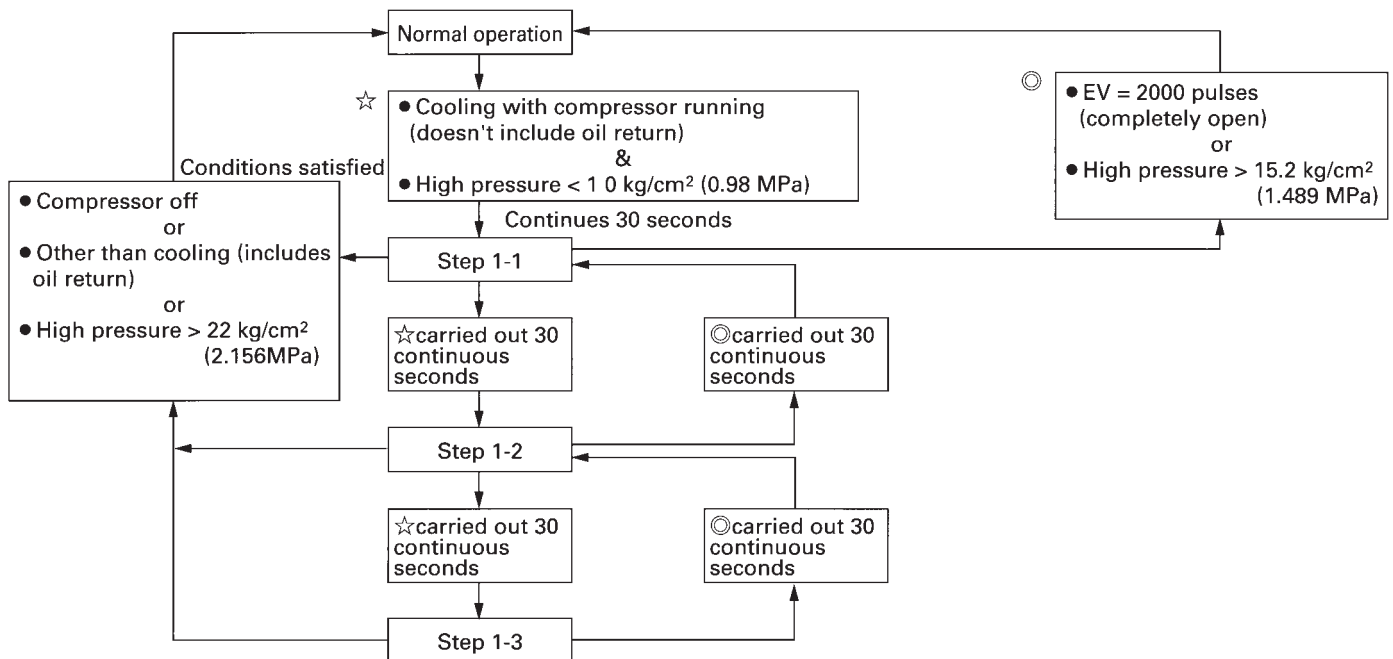 Normal operation
☆
● Cooling with compressor running
(doesn't include oil return)
&
● High pressure < 1 0 kg/cm² (0.98 MPa)
◎
● EV = 2000 pulses
(completely open)
or
● High pressure > 15.2 kg/cm²
(1.489 MPa)
Conditions satisfied
● Compressor off
or
● Other than cooling (includes
oil return)
or
● High pressure > 22 kg/cm²
(2.156MPa)
Continues 30 seconds
Step 1-1
☆carried out 30
continuous
seconds
◎carried out 30
continuous
seconds
Step 1-2
☆carried out 30
continuous
seconds
◎carried out 30
continuous
seconds
Step 1-3